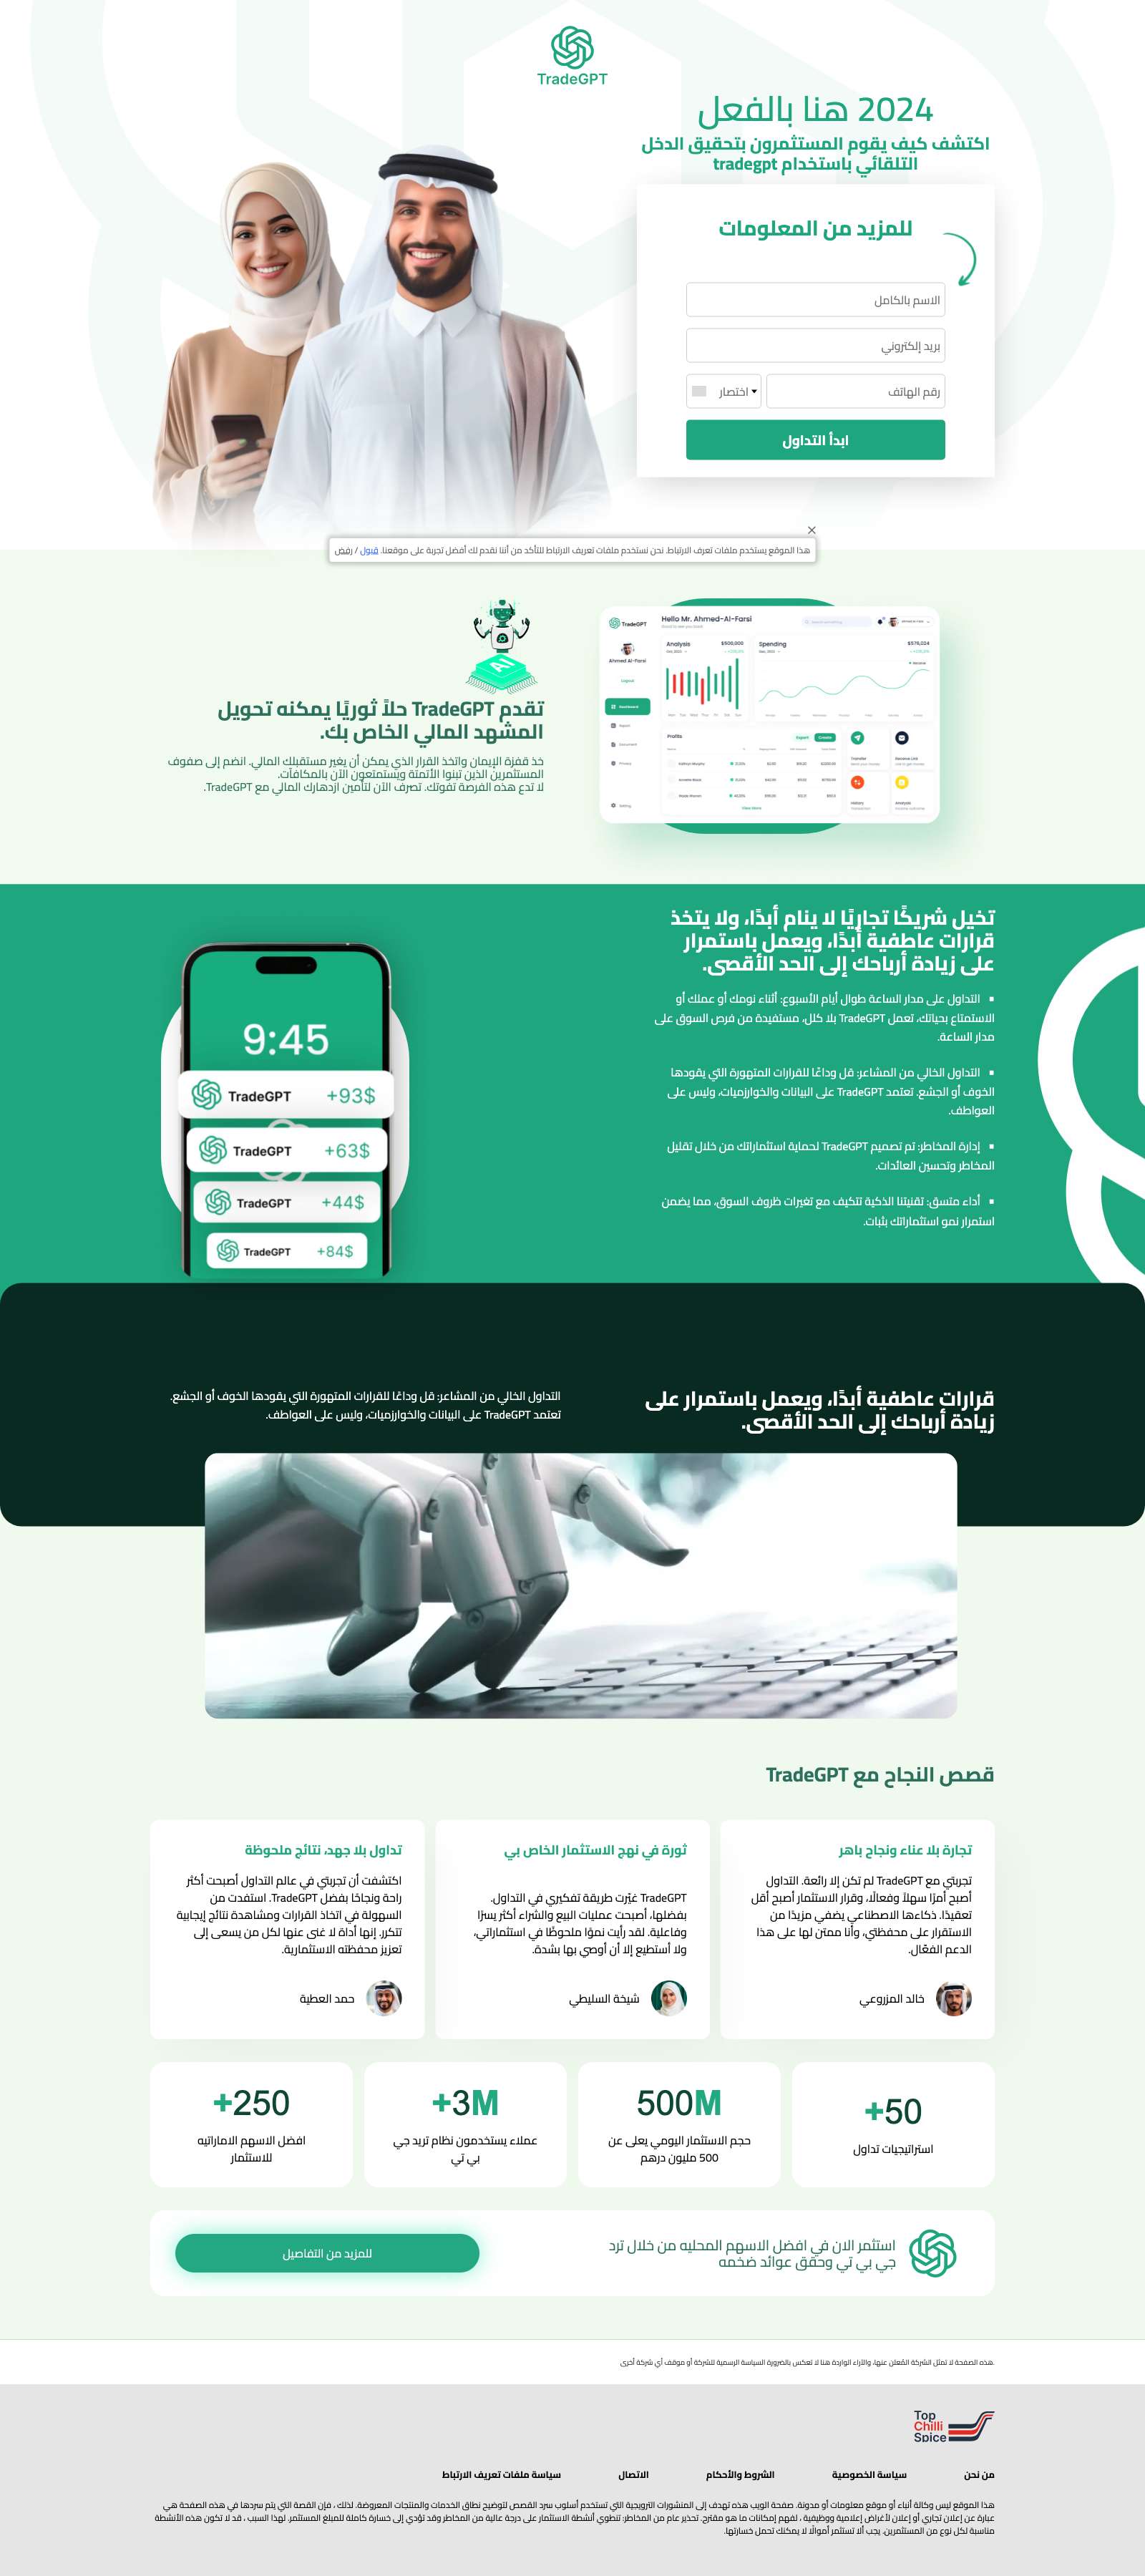 TradeGPT
2024 هنا بالفعل
اكتشف كيف يقوم المستثمرون بتحقيق الدخل
التلقائي باستخدام tradegpt
للمزيد من المعلومات
الاسم بالكامل
بريد إلكتروني
رقم الهاتف
اختصار
ابدأ التداول
هذا الموقع يستخدم ملفات تعرف الارتباط. نحن نستخدم ملفات تعريف الارتباط للتأكد من أننا نقدم لك أفضل تجربة على موقعنا. قبول / رفض
TradeGPT
Hello Mr. Ahmed-Al-Farsi
Ahmed Al-Farsi
Logout
Dashboard
Analysis
$500,000
Spending
$576,024
Profits
Export
Create
View More
تقدم TradeGPT حلاً ثوريًا يمكنه تحويل
المشهد المالي الخاص بك.
خذ قفزة الإيمان واتخذ القرار الذي يمكن أن يغير مستقبلك المالي. انضم إلى صفوف
المستثمرين الذين تبنوا الأتمتة ويستمتعون الآن بالمكافآت.
لا تدع هذه الفرصة تفوتك. تصرف الآن لتأمين ازدهارك المالي مع TradeGPT.
تخيل شريكًا تجاريًا لا ينام أبدًا، ولا يتخذ
قرارات عاطفية أبدًا، ويعمل باستمرار
على زيادة أرباحك إلى الحد الأقصى.
▪ التداول على مدار الساعة طوال أيام الأسبوع: أثناء نومك أو عملك أو
الاستمتاع بحياتك، تعمل TradeGPT بلا كلل، مستفيدة من فرص السوق على
مدار الساعة.
▪ التداول الخالي من المشاعر: قل وداعًا للقرارات المتهورة التي يقودها
الخوف أو الجشع. تعتمد TradeGPT على البيانات والخوارزميات، وليس على
العواطف.
▪ إدارة المخاطر: تم تصميم TradeGPT لحماية استثماراتك من خلال تقليل
المخاطر وتحسين العائدات.
▪ أداء متسق: تقنيتنا الذكية تتكيف مع تغيرات ظروف السوق، مما يضمن
استمرار نمو استثماراتك بثبات.
9:45
TradeGPT +93$
TradeGPT +63$
TradeGPT +44$
TradeGPT +84$
قرارات عاطفية أبدًا، ويعمل باستمرار على
زيادة أرباحك إلى الحد الأقصى.
التداول الخالي من المشاعر: قل وداعًا للقرارات المتهورة التي يقودها الخوف أو الجشع.
تعتمد TradeGPT على البيانات والخوارزميات، وليس على العواطف.
قصص النجاح مع TradeGPT
تجارة بلا عناء ونجاح باهر
تجربتي مع TradeGPT لم تكن إلا رائعة. التداول
أصبح أمرًا سهلاً وفعالًا، وقرار الاستثمار أصبح أقل
تعقيدًا. ذكاءها الاصطناعي يضفي مزيدًا من
الاستقرار على محفظتي، وأنا ممتن لها على هذا
الدعم الفعّال.
خالد المزروعي
ثورة في نهج الاستثمار الخاص بي
TradeGPT غيّرت طريقة تفكيري في التداول.
بفضلها، أصبحت عمليات البيع والشراء أكثر يسرًا
وفاعلية. لقد رأيت نموًا ملحوظًا في استثماراتي،
ولا أستطيع إلا أن أوصي بها بشدة.
شيخة السليطي
تداول بلا جهد، نتائج ملحوظة
اكتشفت أن تجربتي في عالم التداول أصبحت أكثر
راحة ونجاحًا بفضل TradeGPT. استفدت من
السهولة في اتخاذ القرارات ومشاهدة نتائج إيجابية
تتكرر. إنها أداة لا غنى عنها لكل من يسعى إلى
تعزيز محفظته الاستثمارية.
حمد العطية
+50
استراتيجيات تداول
500M
حجم الاستثمار اليومي يعلى عن
500 مليون درهم
+3M
عملاء يستخدمون نظام تريد جي
بي تي
+250
افضل الاسهم الاماراتيه
للاستثمار
استثمر الان في افضل الاسهم المحليه من خلال ترد
جي بي تي وحقق عوائد ضخمه
للمزيد من التفاصيل
هذه الصفحة لا تمثل الشركة المُعلن عنها، والآراء الواردة هنا لا تعكس بالضرورة السياسة الرسمية للشركة أو موقف أي شركة أخرى.
Top
Chilli
Spice
من نحن
سياسة الخصوصية
الشروط والأحكام
الاتصال
سياسة ملفات تعريف الارتباط
هذا الموقع ليس وكالة أنباء أو موقع معلومات أو مدونة. صفحة الويب هذه تهدف إلى المنشورات الترويجية التي تستخدم أسلوب سرد القصص لتوضيح نطاق الخدمات والمنتجات المعروضة. لذلك ، فإن القصة التي يتم سردها في هذه الصفحة هي
عبارة عن إعلان تجاري أو إعلان لأغراض إعلامية ووظيفية ، لفهم إمكانات ما هو مقترح. تحذير عام من المخاطر: تنطوي أنشطة الاستثمار على درجة عالية من المخاطر وقد تؤدي إلى خسارة كاملة للمبلغ المستثمر. لهذا السبب ، قد لا تكون هذه الأنشطة
مناسبة لكل نوع من المستثمرين. يجب ألا تستثمر أموالًا لا يمكنك تحمل خسارتها.